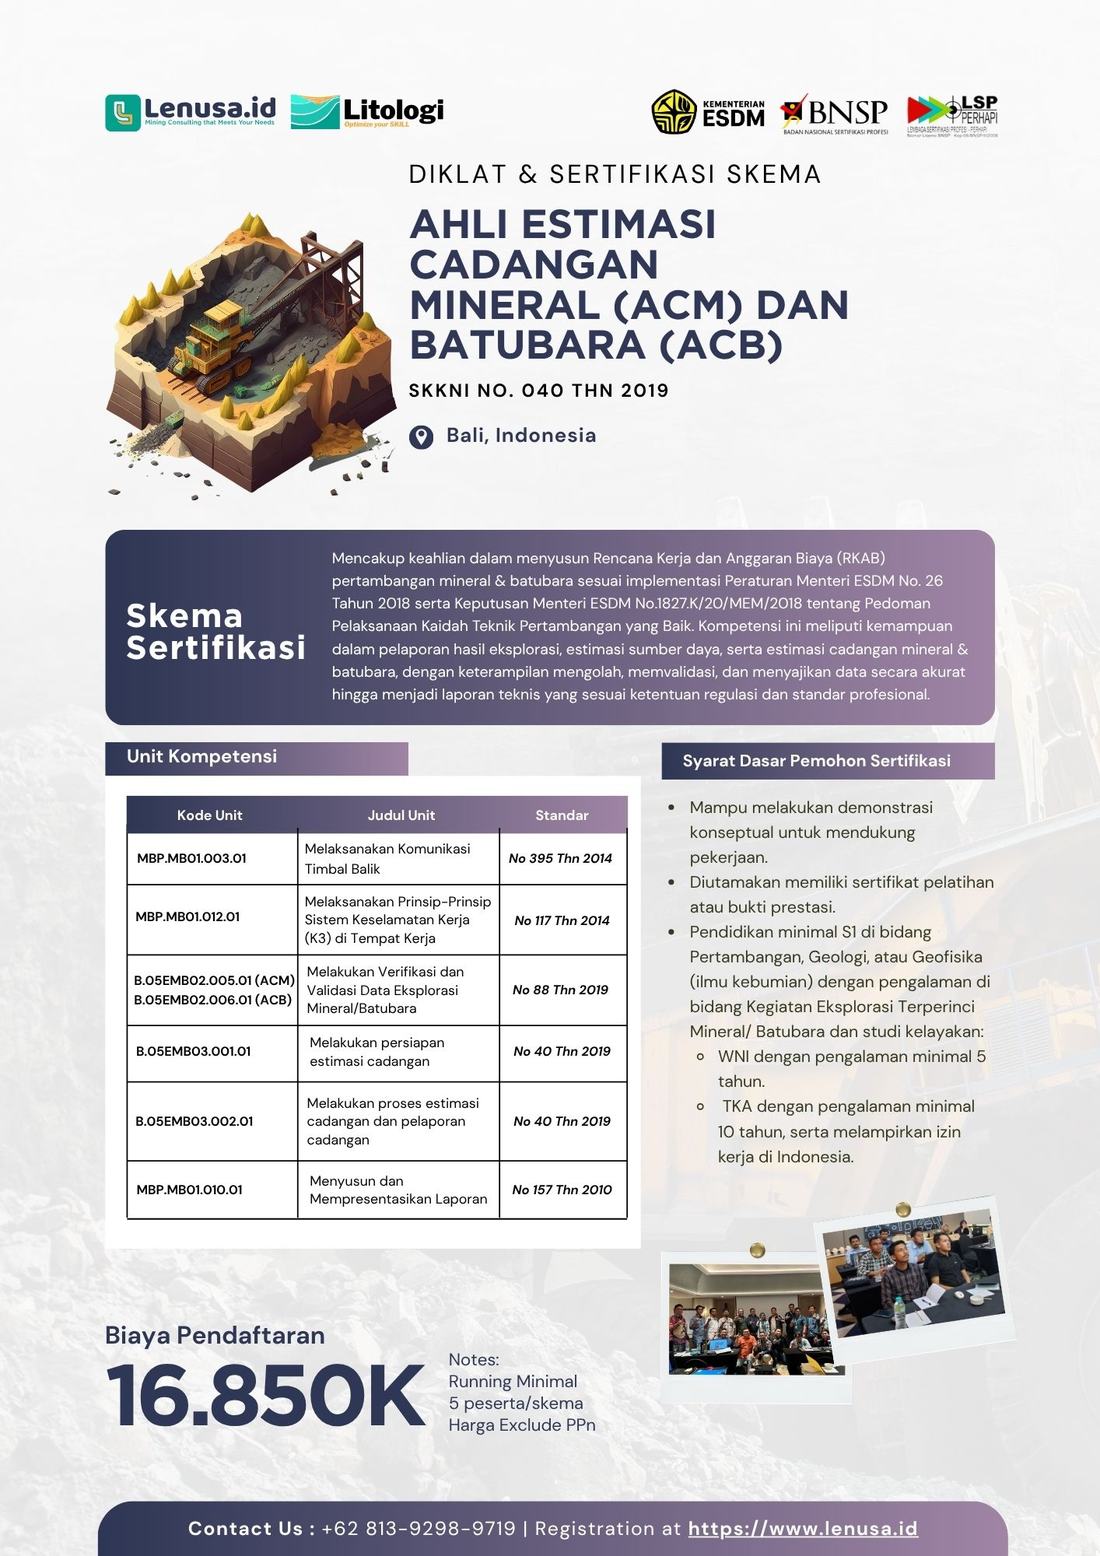 Lenusa.id
Mining Consulting that Meets Your Needs
Litologi
Optimize your SKILL
KEMENTERIAN
ESDM
BNSP
BADAN NASIONAL SERTIFIKASI PROFESI
LSP
PERHAPI
LEMBAGA SERTIFIKASI PROFESI - PERHAPI
DIKLAT & SERTIFIKASI SKEMA
AHLI ESTIMASI
CADANGAN
MINERAL (ACM) DAN
BATUBARA (ACB)
SKKNI NO. 040 THN 2019
Bali, Indonesia
Skema
Sertifikasi
Mencakup keahlian dalam menyusun Rencana Kerja dan Anggaran Biaya (RKAB)
pertambangan mineral & batubara sesuai implementasi Peraturan Menteri ESDM No. 26
Tahun 2018 serta Keputusan Menteri ESDM No.1827.K/20/MEM/2018 tentang Pedoman
Pelaksanaan Kaidah Teknik Pertambangan yang Baik. Kompetensi ini meliputi kemampuan
dalam pelaporan hasil eksplorasi, estimasi sumber daya, serta estimasi cadangan mineral &
batubara, dengan keterampilan mengolah, memvalidasi, dan menyajikan data secara akurat
hingga menjadi laporan teknis yang sesuai ketentuan regulasi dan standar profesional.
Unit Kompetensi
Kode Unit Judul Unit Standar
MBP.MB01.003.01
Melaksanakan Komunikasi
Timbal Balik
No 395 Thn 2014
MBP.MB01.012.01
Melaksanakan Prinsip-Prinsip
Sistem Keselamatan Kerja
(K3) di Tempat Kerja
No 117 Thn 2014
B.05EMB02.005.01 (ACM)
B.05EMB02.006.01 (ACB)
Melakukan Verifikasi dan
Validasi Data Eksplorasi
Mineral/Batubara
No 88 Thn 2019
B.05EMB03.001.01
Melakukan persiapan
estimasi cadangan
No 40 Thn 2019
B.05EMB03.002.01
Melakukan proses estimasi
cadangan dan pelaporan
cadangan
No 40 Thn 2019
MBP.MB01.010.01
Menyusun dan
Mempresentasikan Laporan
No 157 Thn 2010
Syarat Dasar Pemohon Sertifikasi
• Mampu melakukan demonstrasi
konseptual untuk mendukung
pekerjaan.
• Diutamakan memiliki sertifikat pelatihan
atau bukti prestasi.
• Pendidikan minimal S1 di bidang
Pertambangan, Geologi, atau Geofisika
(ilmu kebumian) dengan pengalaman di
bidang Kegiatan Eksplorasi Terperinci
Mineral/ Batubara dan studi kelayakan:
◦ WNI dengan pengalaman minimal 5
tahun.
◦ TKA dengan pengalaman minimal
10 tahun, serta melampirkan izin
kerja di Indonesia.
Biaya Pendaftaran
16.850K
Notes:
Running Minimal
5 peserta/skema
Harga Exclude PPn
Contact Us : +62 813-9298-9719 | Registration at https://www.lenusa.id